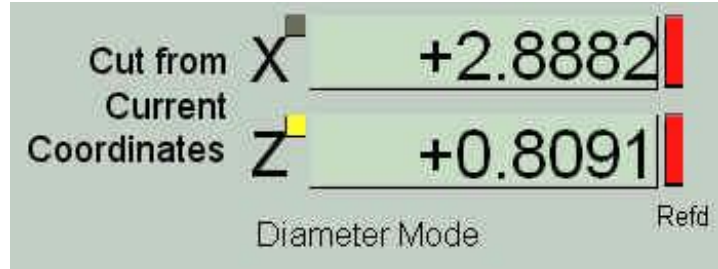 Cut from
Current
Coordinates
X +2.8882
Z +0.8091
Refd
Diameter Mode